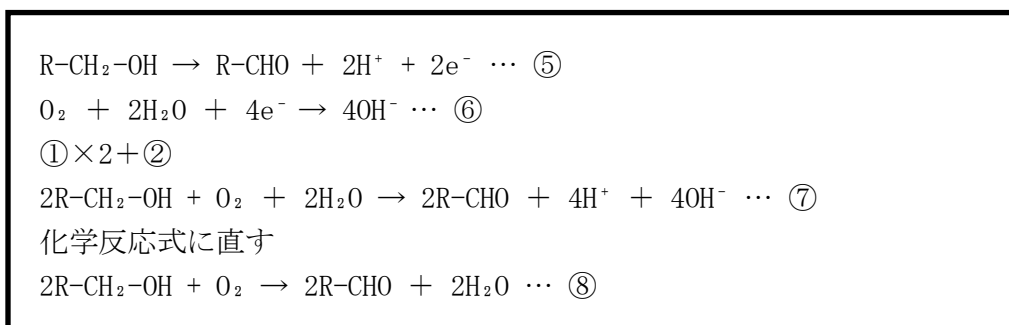 R-CH₂-OH → R-CHO + 2H⁺ + 2e⁻ … ⑤
O₂ + 2H₂O + 4e⁻ → 4OH⁻ … ⑥
①×2+②
2R-CH₂-OH + O₂ + 2H₂O → 2R-CHO + 4H⁺ + 4OH⁻ … ⑦
化学反応式に直す
2R-CH₂-OH + O₂ → 2R-CHO + 2H₂O … ⑧